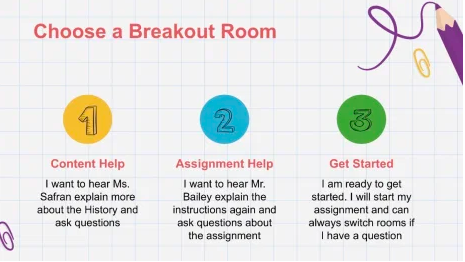 Choose a Breakout Room
1
2
3
Content Help
Assignment Help
Get Started
I want to hear Ms.
Safran explain more
about the History and
ask questions
I want to hear Mr.
Bailey explain the
instructions again and
ask questions about
the assignment
I am ready to get
started. I will start my
assignment and can
always switch rooms if
I have a question